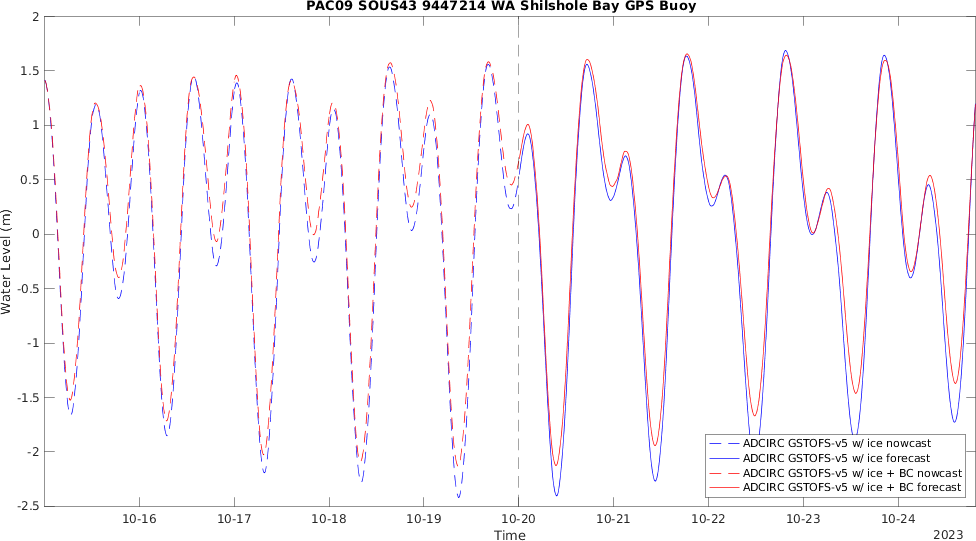 PAC09 SOUS43 9447214 WA Shilshole Bay GPS Buoy
2
1.5
1
0.5
0
-0.5
-1
-1.5
-2
-2.5
Water Level (m)
10-16 10-17 10-18 10-19 10-20 10-21 10-22 10-23 10-24
Time
2023
ADCIRC GSTOFS-v5 w/ ice nowcast
ADCIRC GSTOFS-v5 w/ ice forecast
ADCIRC GSTOFS-v5 w/ ice + BC nowcast
ADCIRC GSTOFS-v5 w/ ice + BC forecast